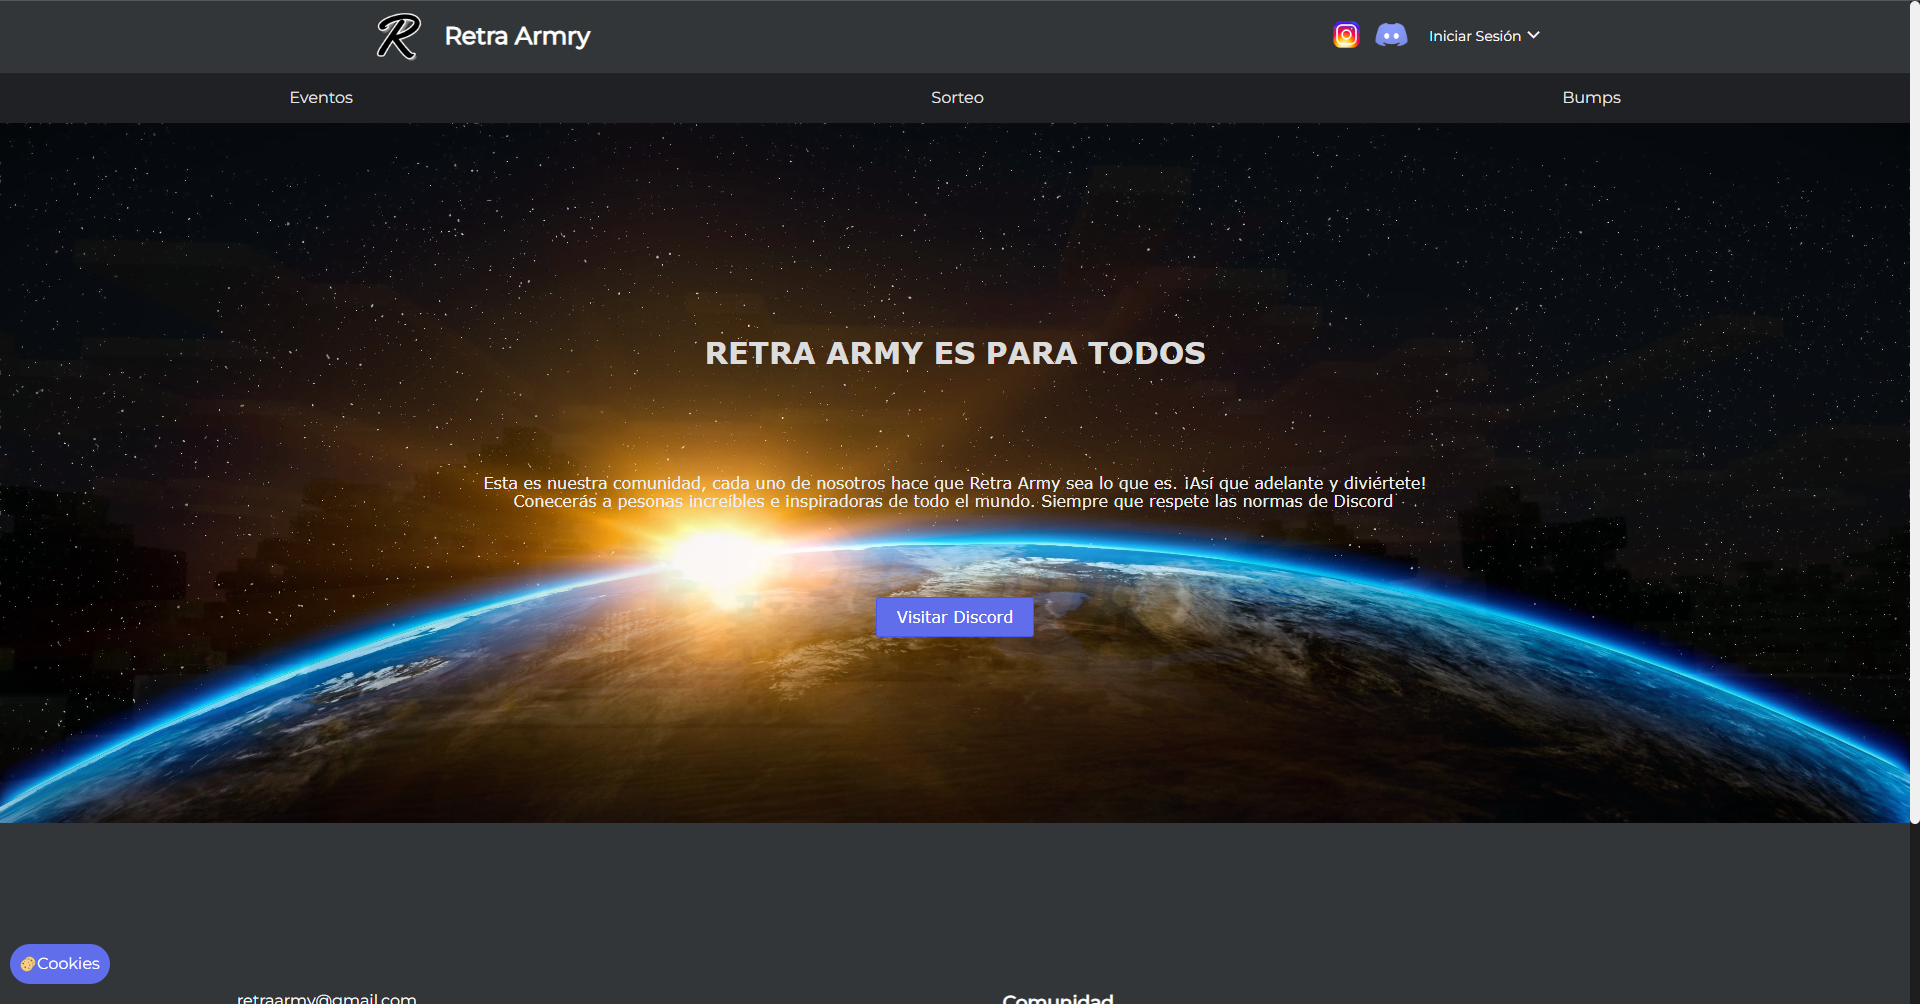 R
Retra Armry
Iniciar Sesión
Eventos
Sorteo
Bumps
RETRA ARMY ES PARA TODOS
Esta es nuestra comunidad, cada uno de nosotros hace que Retra Army sea lo que es. ¡Así que adelante y diviértete!
Conecerás a pesonas increíbles e inspiradoras de todo el mundo. Siempre que respete las normas de Discord
Visitar Discord
Cookies
retraarmy@gmail.com
Comunidad